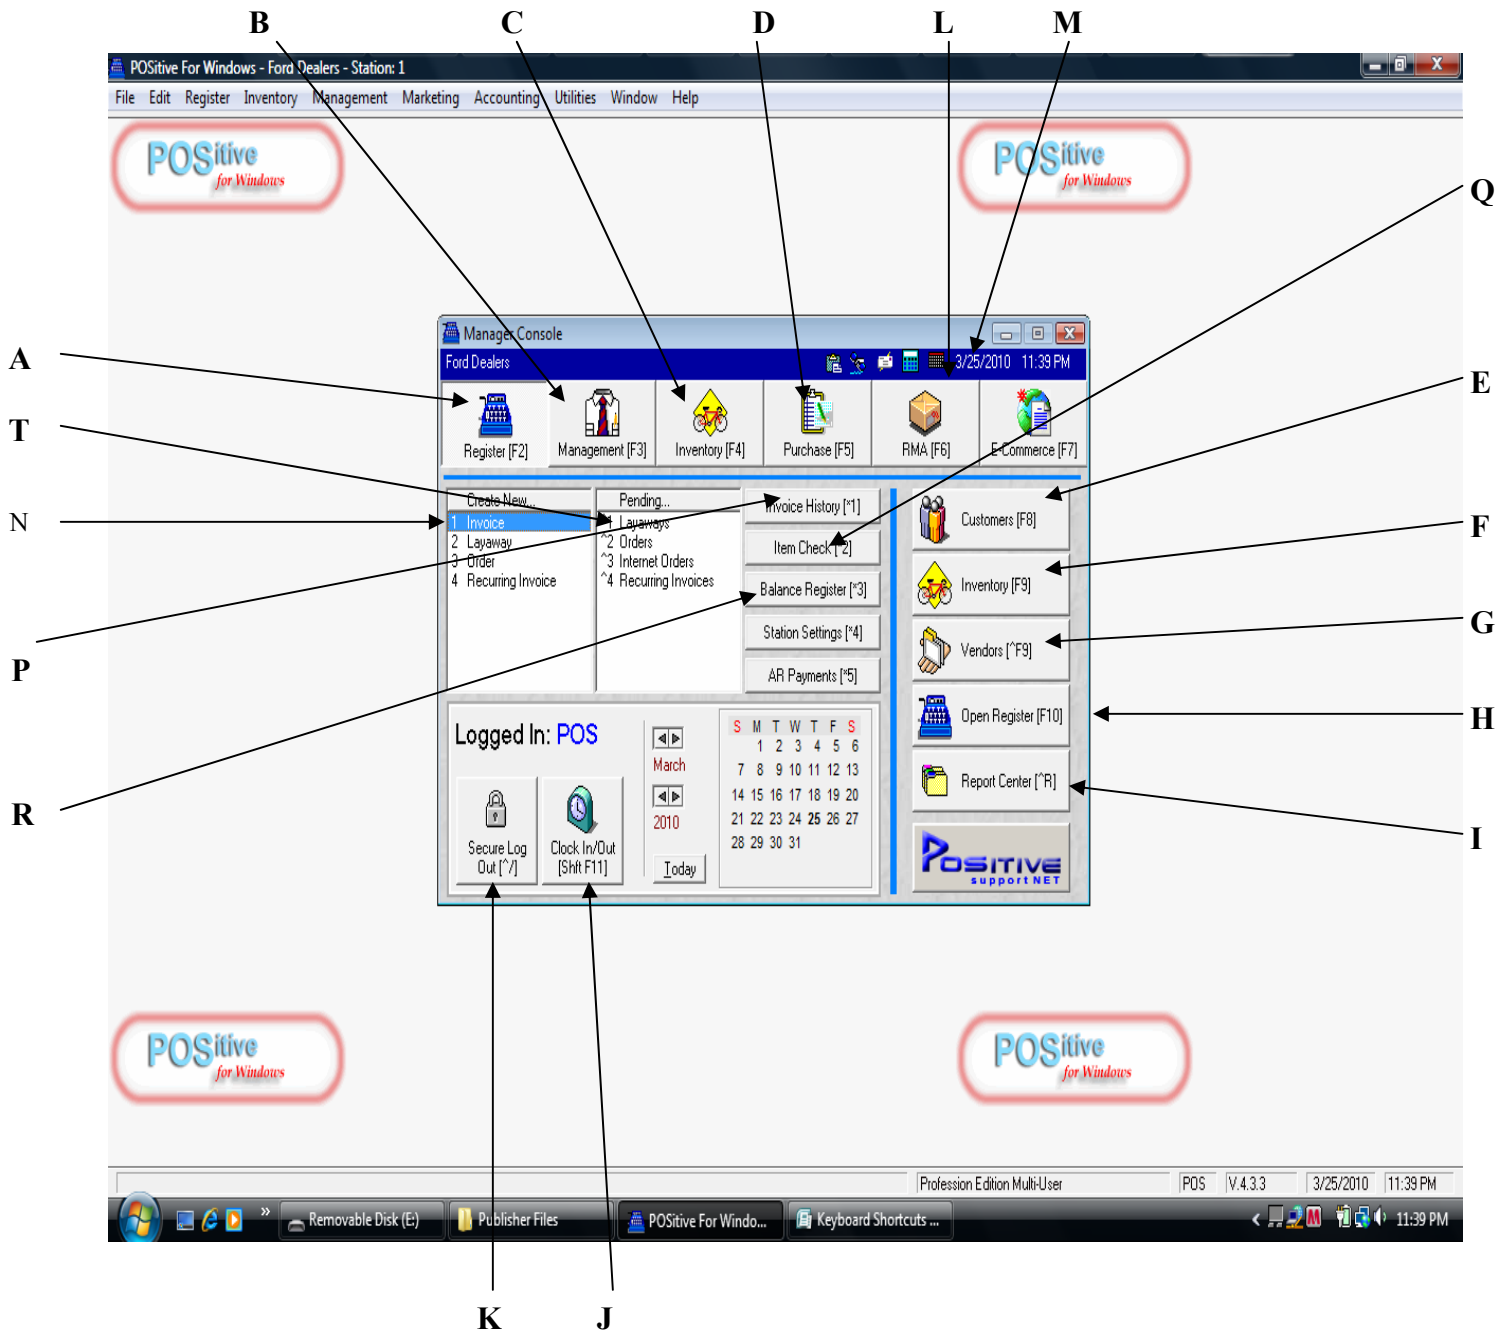 B C D L M
POSitive For Windows - Ford Dealers - Station: 1
File Edit Register Inventory Management Marketing Accounting Utilities Window Help
POSitive
for Windows
POSitive
for Windows
Q
Manager Console
A
Ford Dealers 3/25/2010 11:39 PM
E
T
Register [F2] Management [F3] Inventory [F4] Purchase [F5] RMA [F6] E-Commerce [F7]
Create New...
N
1 Invoice
2 Layaway
3 Order
4 Recurring Invoice
Pending...
^1 Layaways
^2 Orders
^3 Internet Orders
^4 Recurring Invoices
Invoice History [*1]
Item Check [*2]
Balance Register [*3]
Station Settings [*4]
AR Payments [*5]
Customers [F8]
F
Inventory [F9]
G
Vendors [^F9]
P
H
Open Register [F10]
Report Center [^R]
I
POSITIVE
support NET
Logged In: POS
R
Secure Log
Out [^/]
Clock In/Out
[Shft F11]
March
2010
Today
S M T W T F S
1 2 3 4 5 6
7 8 9 10 11 12 13
14 15 16 17 18 19 20
21 22 23 24 25 26 27
28 29 30 31
POSitive
for Windows
POSitive
for Windows
Profession Edition Multi-User POS V.4.3.3 3/25/2010 11:39 PM
» Removable Disk (E:) Publisher Files POSitive For Windo... Keyboard Shortcuts ... M 11:39 PM
K J